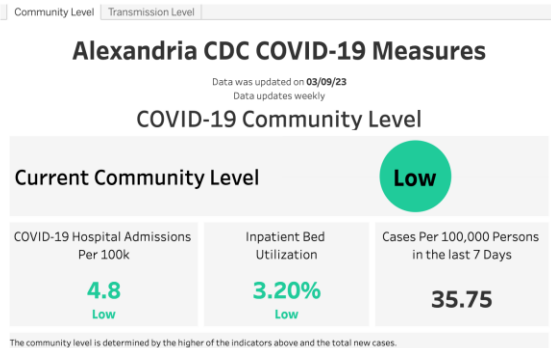 Community Level
Transmission Level
Alexandria CDC COVID-19 Measures
Data was updated on 03/09/23
Data updates weekly
COVID-19 Community Level
Current Community Level
Low
COVID-19 Hospital Admissions
Per 100k
4.8
Low
Inpatient Bed
Utilization
3.20%
Low
Cases Per 100,000 Persons
in the last 7 Days
35.75
The community level is determined by the higher of the indicators above and the total new cases.